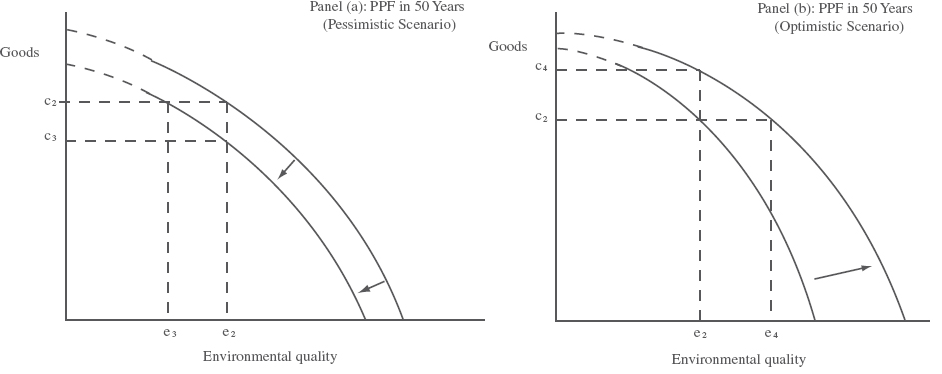 Panel (a): PPF in 50 Years
(Pessimistic Scenario)
Goods
c₂
c₃
e₃
e₂
Environmental quality
Panel (b): PPF in 50 Years
(Optimistic Scenario)
Goods
c₄
c₂
e₂
e₄
Environmental quality